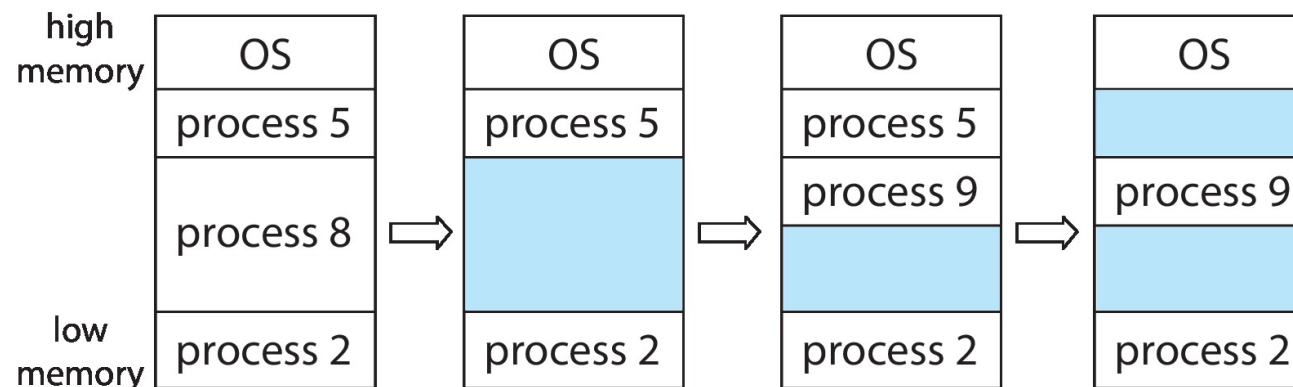 high
memory
OS
process 5
process 8
low
memory
process 2
OS
process 5
process 2
OS
process 5
process 9
process 2
OS
process 9
process 2